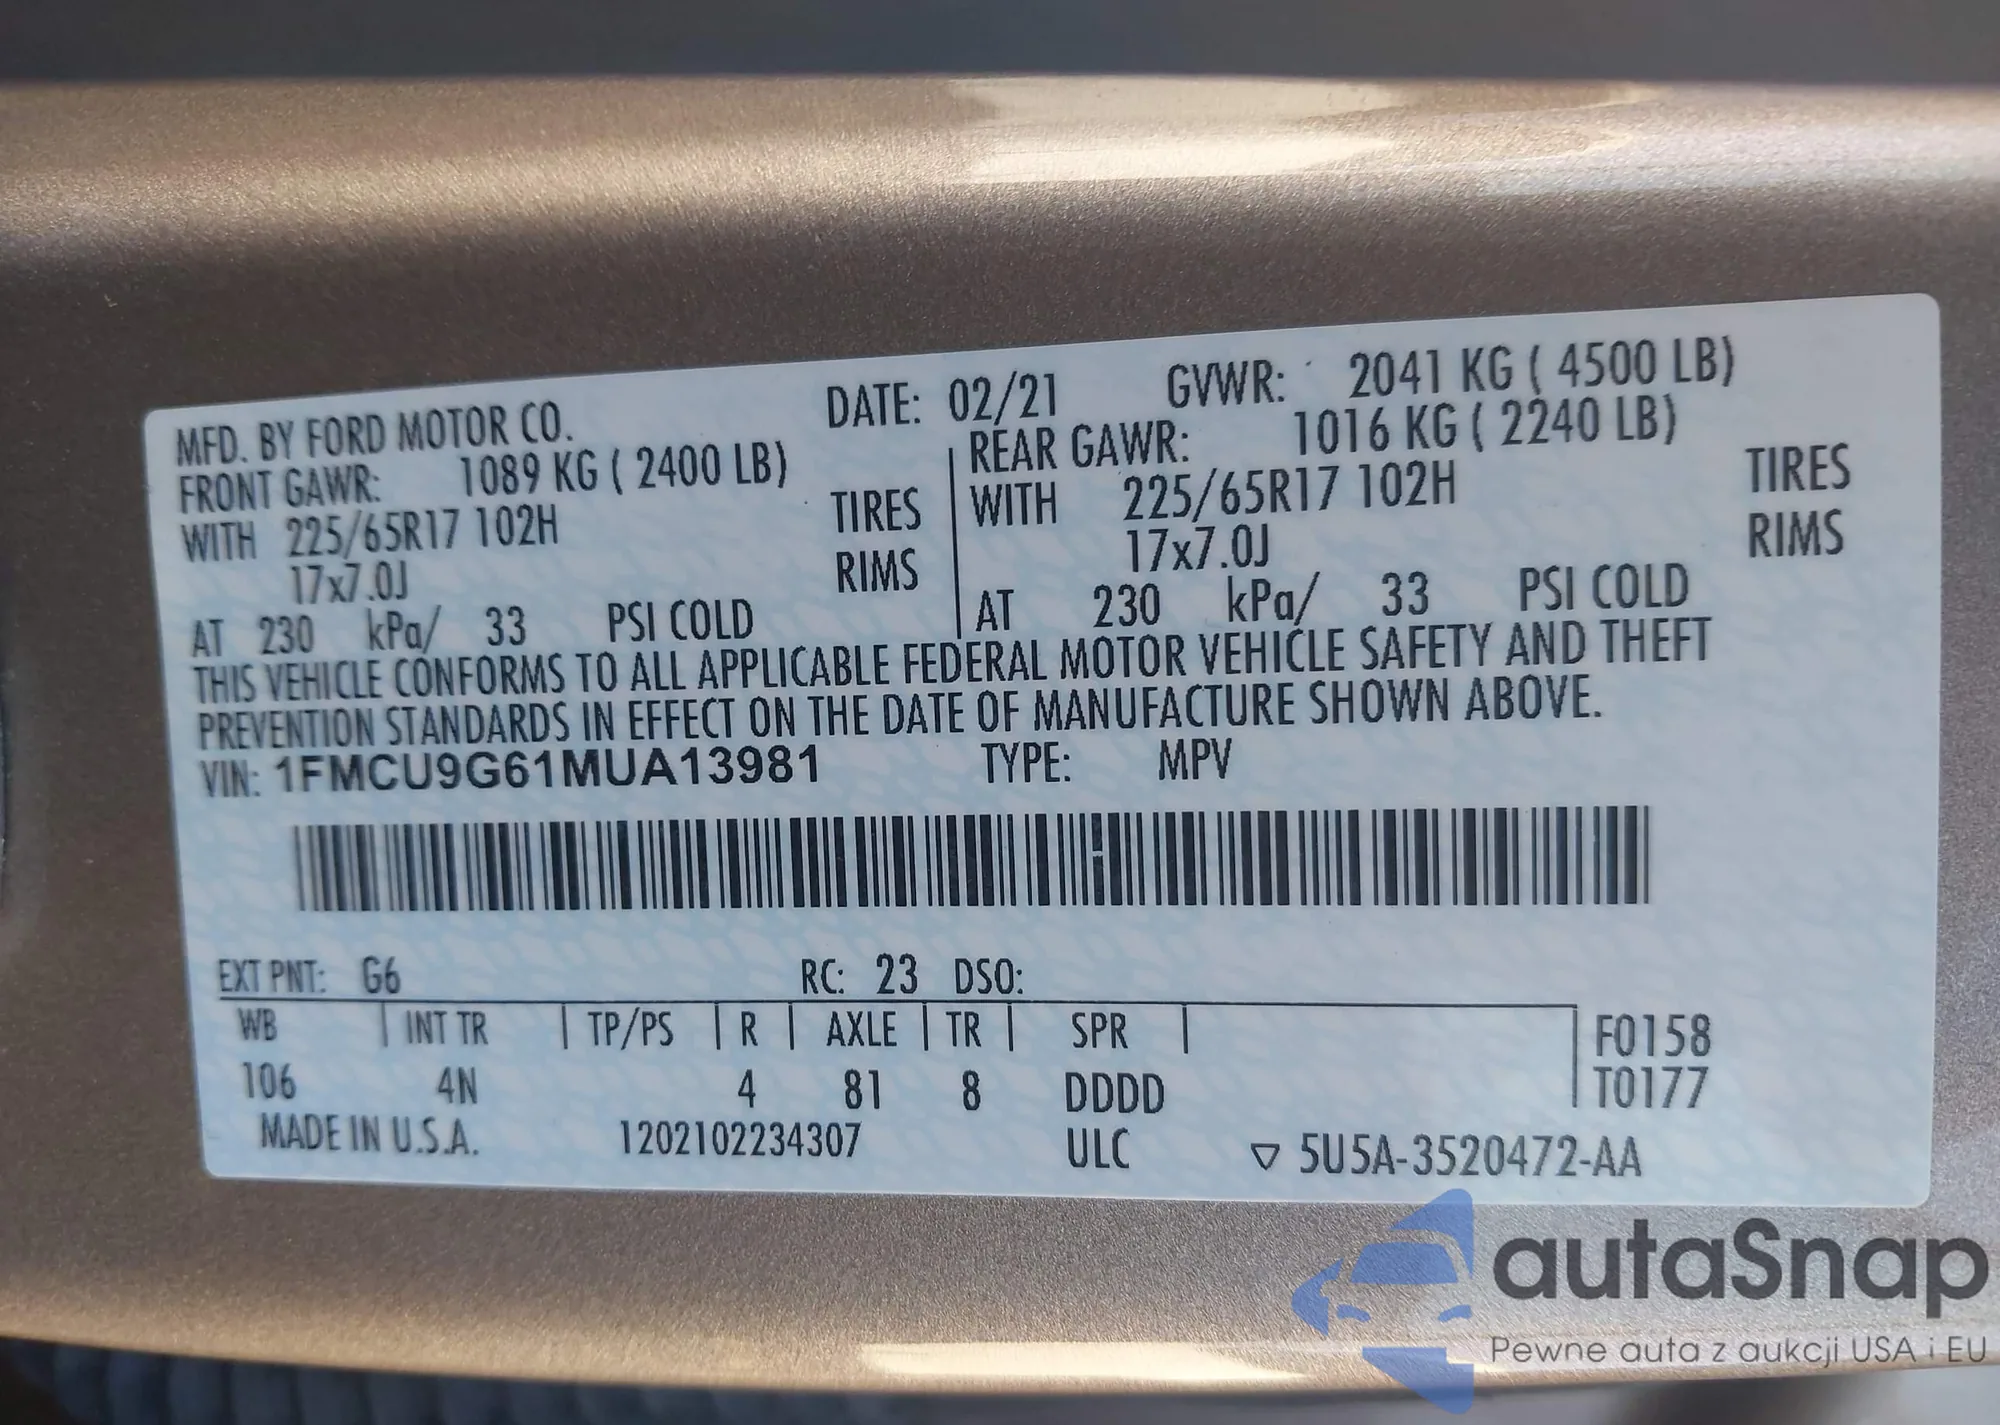 MFD. BY FORD MOTOR CO. DATE: 02/21 GVWR: 2041 KG ( 4500 LB)
FRONT GAWR: 1089 KG ( 2400 LB) REAR GAWR: 1016 KG ( 2240 LB)
WITH 225/65R17 102H TIRES WITH 225/65R17 102H TIRES
17x7.0J RIMS 17x7.0J RIMS
AT 230 kPa/ 33 PSI COLD AT 230 kPa/ 33 PSI COLD
THIS VEHICLE CONFORMS TO ALL APPLICABLE FEDERAL MOTOR VEHICLE SAFETY AND THEFT
PREVENTION STANDARDS IN EFFECT ON THE DATE OF MANUFACTURE SHOWN ABOVE.
VIN: 1FMCU9G61MUA13981 TYPE: MPV
EXT PNT: G6 RC: 23 DSO:
WB INT TR TP/PS R AXLE TR SPR F0158
106 4N 4 81 8 DDDD T0177
MADE IN U.S.A. 1202102234307 ULC ▽ 5U5A-3520472-AA
autaSnap
Pewne auta z aukcji USA i EU